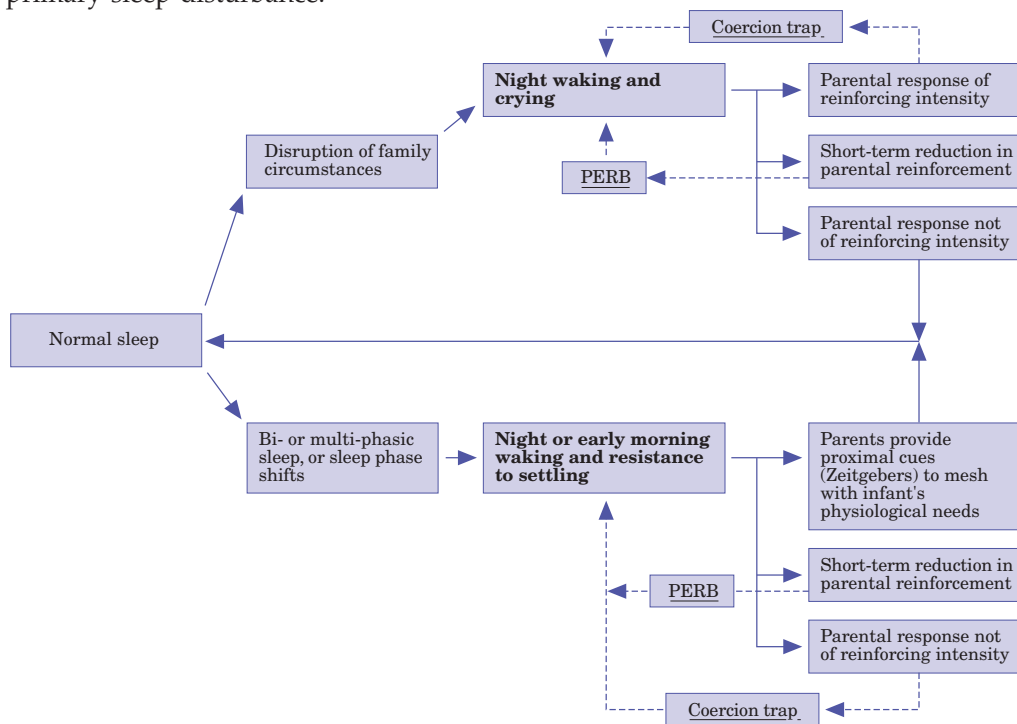 primary sleep disturbance.
Coercion trap
Night waking and
crying
Parental response of
reinforcing intensity
Disruption of family
circumstances
PERB
Short-term reduction in
parental reinforcement
Parental response not
of reinforcing intensity
Normal sleep
Bi- or multi-phasic
sleep, or sleep phase
shifts
Night or early morning
waking and resistance
to settling
Parents provide
proximal cues
(Zeitgebers) to mesh
with infant's
physiological needs
PERB
Short-term reduction in
parental reinforcement
Parental response not
of reinforcing intensity
Coercion trap